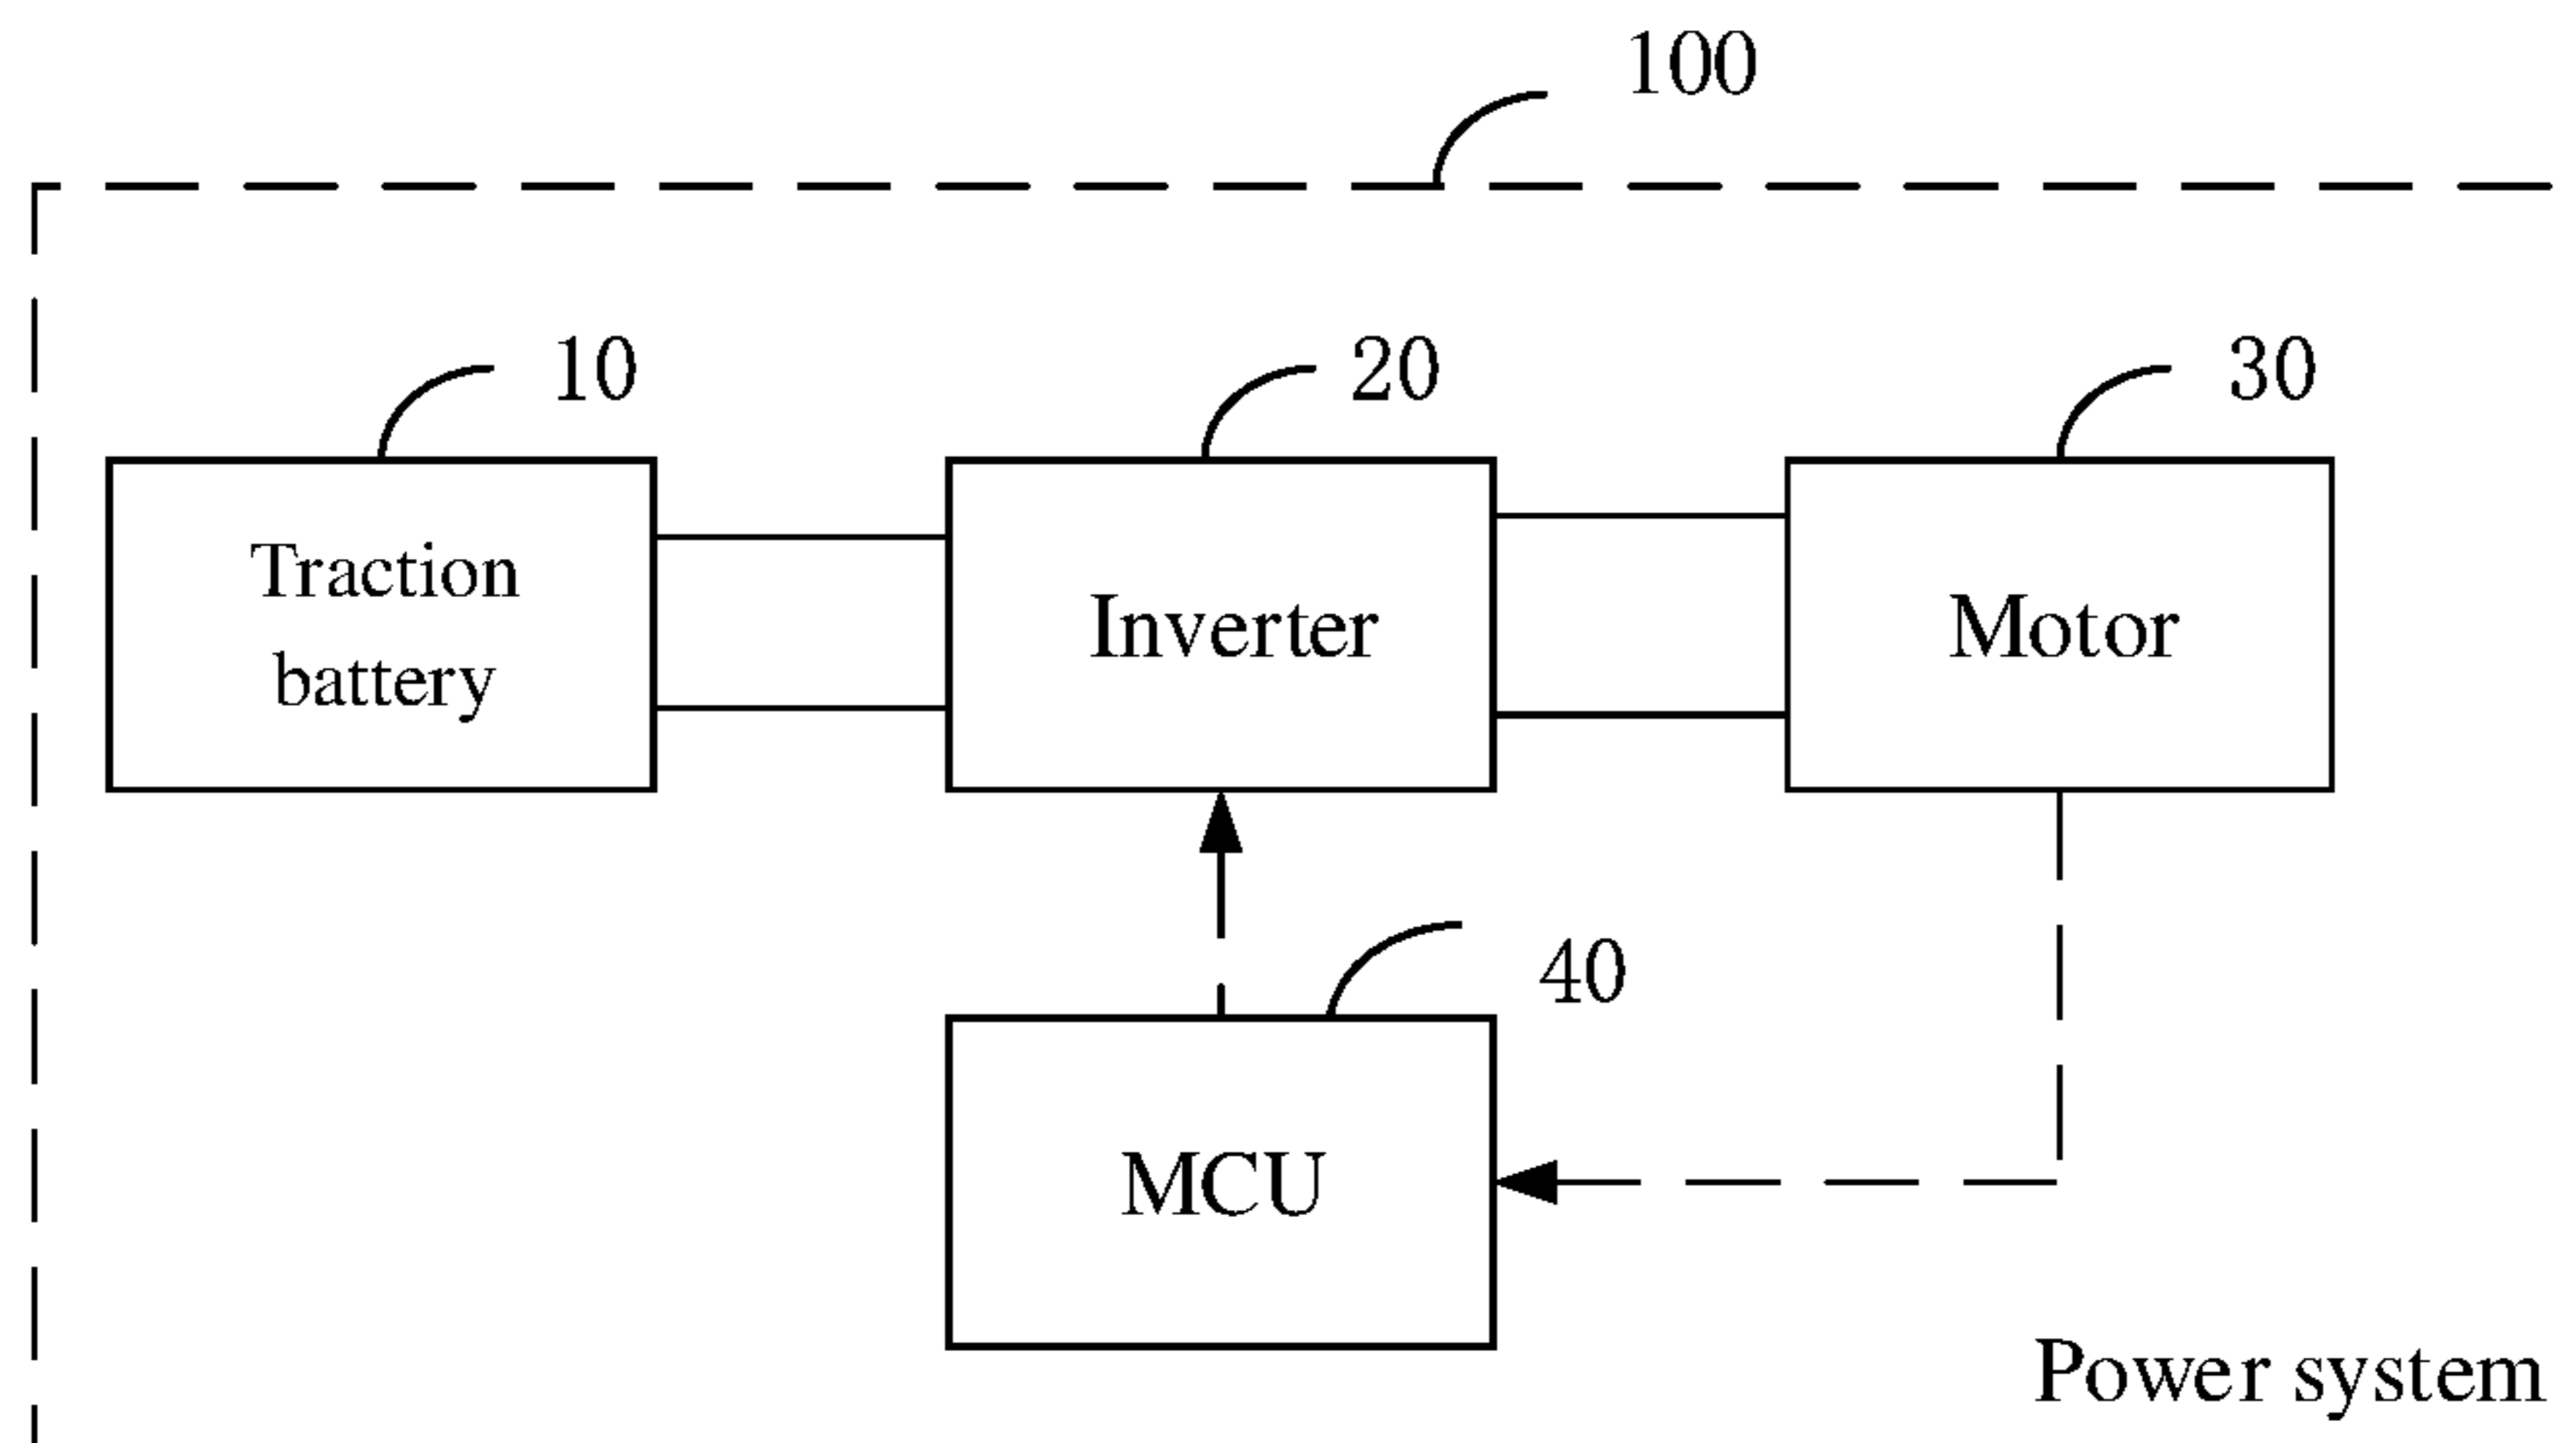 100
10
20
30
Traction
battery
Inverter
Motor
40
MCU
Power system